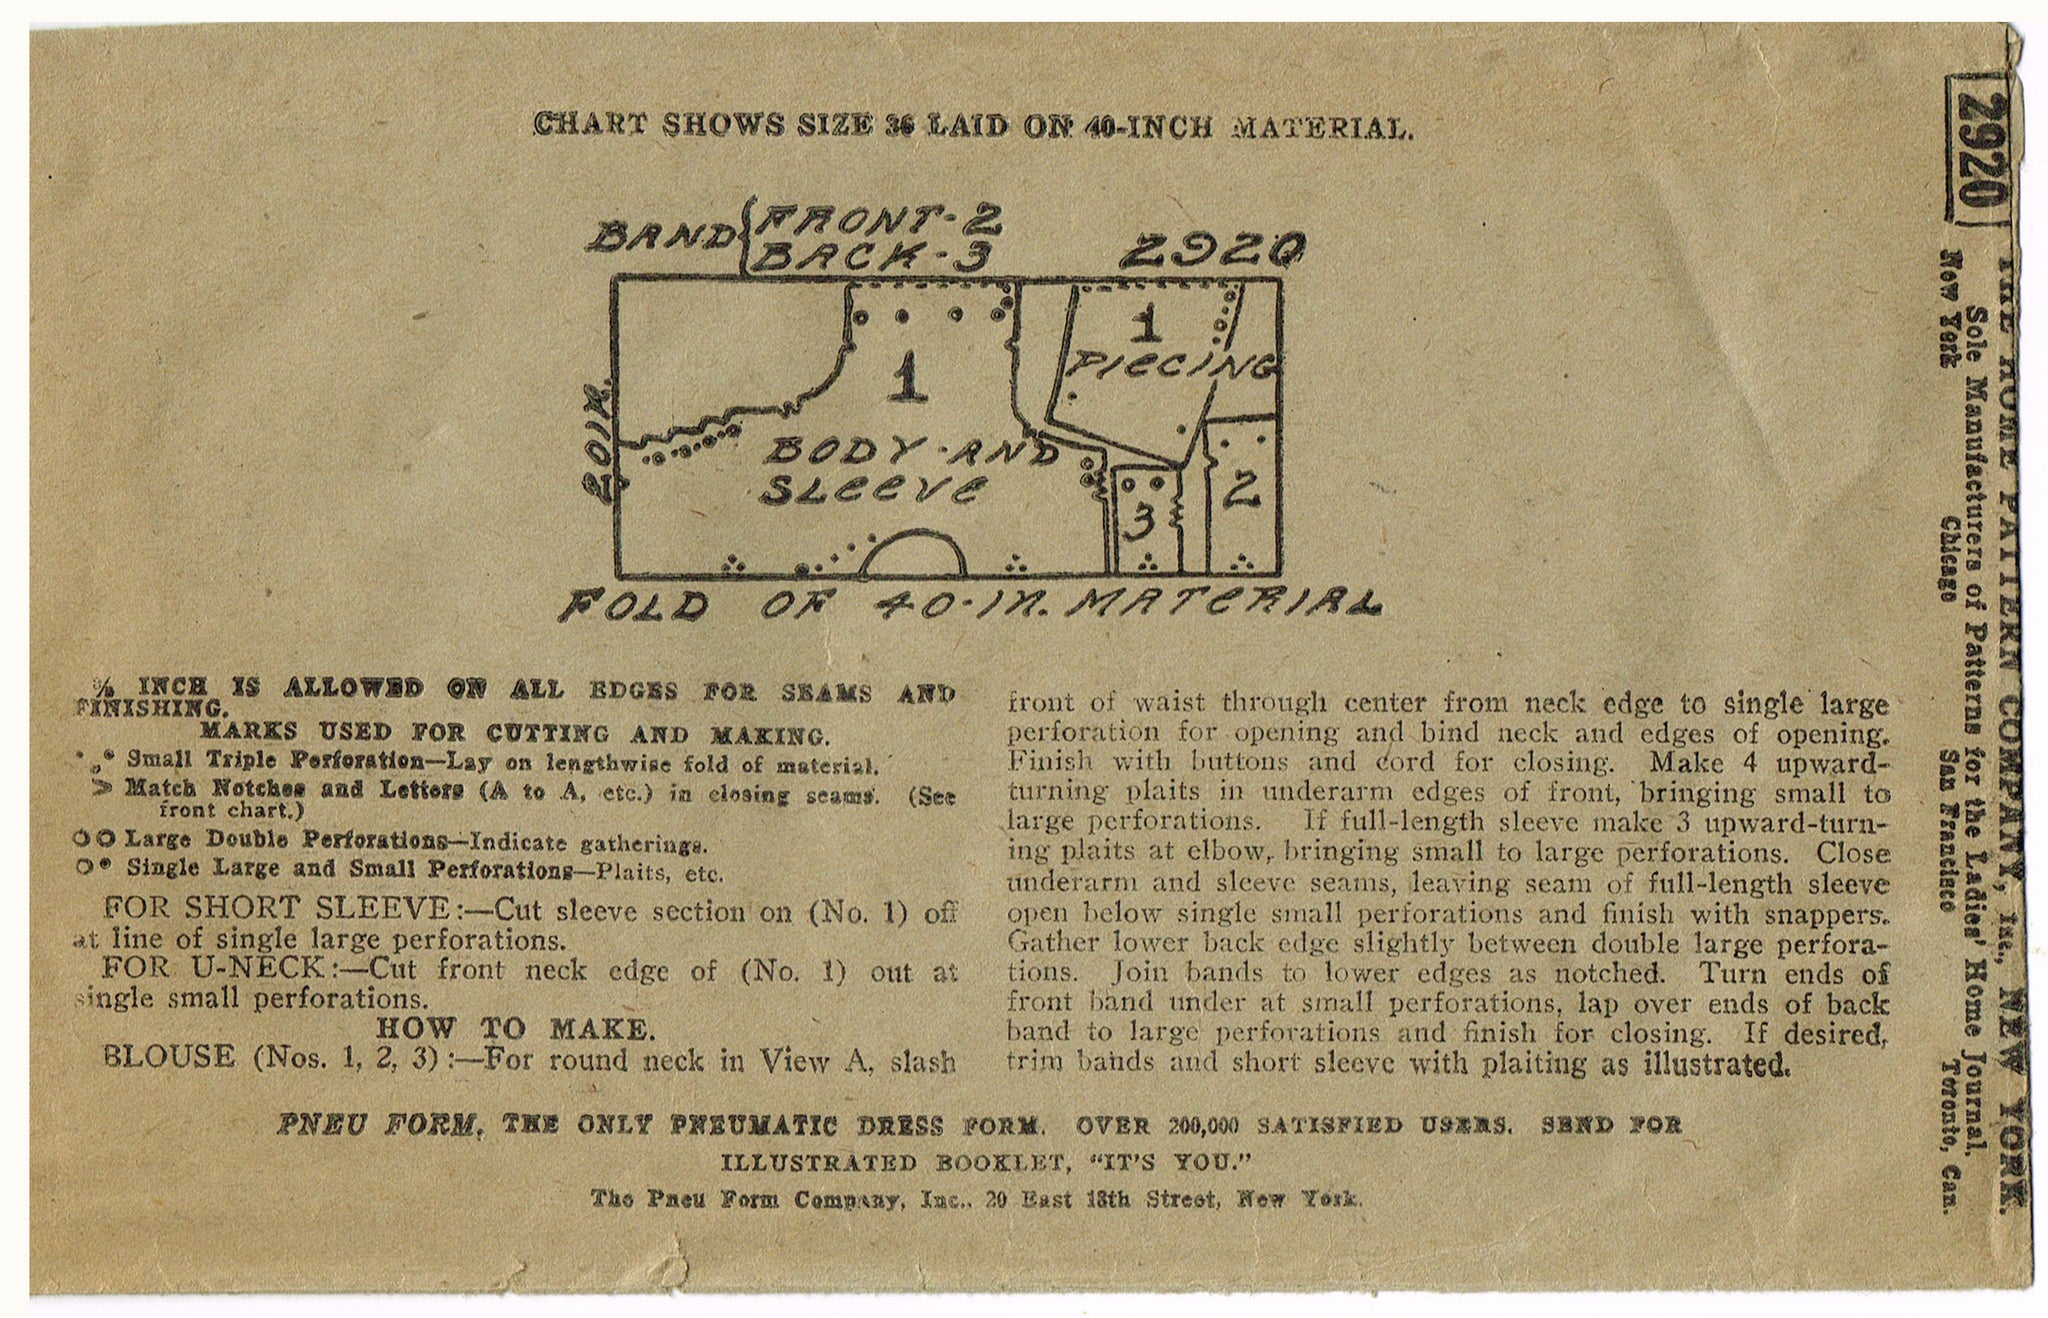 CHART SHOWS SIZE 36 LAID ON 40-INCH MATERIAL.
BAND { FRONT-2
BACK-3
2920
1
1
PIECING
20 IN.
BODY AND
SLEEVE
2
3
FOLD OF 40-IN. MATERIAL
⅜ INCH IS ALLOWED ON ALL EDGES FOR SEAMS AND
FINISHING.
MARKS USED FOR CUTTING AND MAKING.
Small Triple Perforation—Lay on lengthwise fold of material.
> Match Notches and Letters (A to A, etc.) in closing seams. (See
front chart.)
OO Large Double Perforations—Indicate gatherings.
O• Single Large and Small Perforations—Plaits, etc.
FOR SHORT SLEEVE:—Cut sleeve section on (No. 1) off
at line of single large perforations.
FOR U-NECK:—Cut front neck edge of (No. 1) out at
single small perforations.
HOW TO MAKE.
BLOUSE (Nos. 1, 2, 3):—For round neck in View A, slash
front of waist through center from neck edge to single large
perforation for opening and bind neck and edges of opening.
Finish with buttons and cord for closing. Make 4 upward-
turning plaits in underarm edges of front, bringing small to
large perforations. If full-length sleeve make 3 upward-turn-
ing plaits at elbow, bringing small to large perforations. Close
underarm and sleeve seams, leaving seam of full-length sleeve
open below single small perforations and finish with snappers.
Gather lower back edge slightly between double large perfora-
tions. Join bands to lower edges as notched. Turn ends of
front band under at small perforations, lap over ends of back
band to large perforations and finish for closing. If desired,
trim bands and short sleeve with plaiting as illustrated.
PNEU FORM, THE ONLY PNEUMATIC DRESS FORM. OVER 200,000 SATISFIED USERS. SEND FOR
ILLUSTRATED BOOKLET, "IT'S YOU."
The Pneu Form Company, Inc., 20 East 18th Street, New York.
2920
THE HOME PATTERN COMPANY, Inc., NEW YORK.
Sole Manufacturers of Patterns for the Ladies' Home Journal.
New York Chicago San Francisco Toronto, Can.